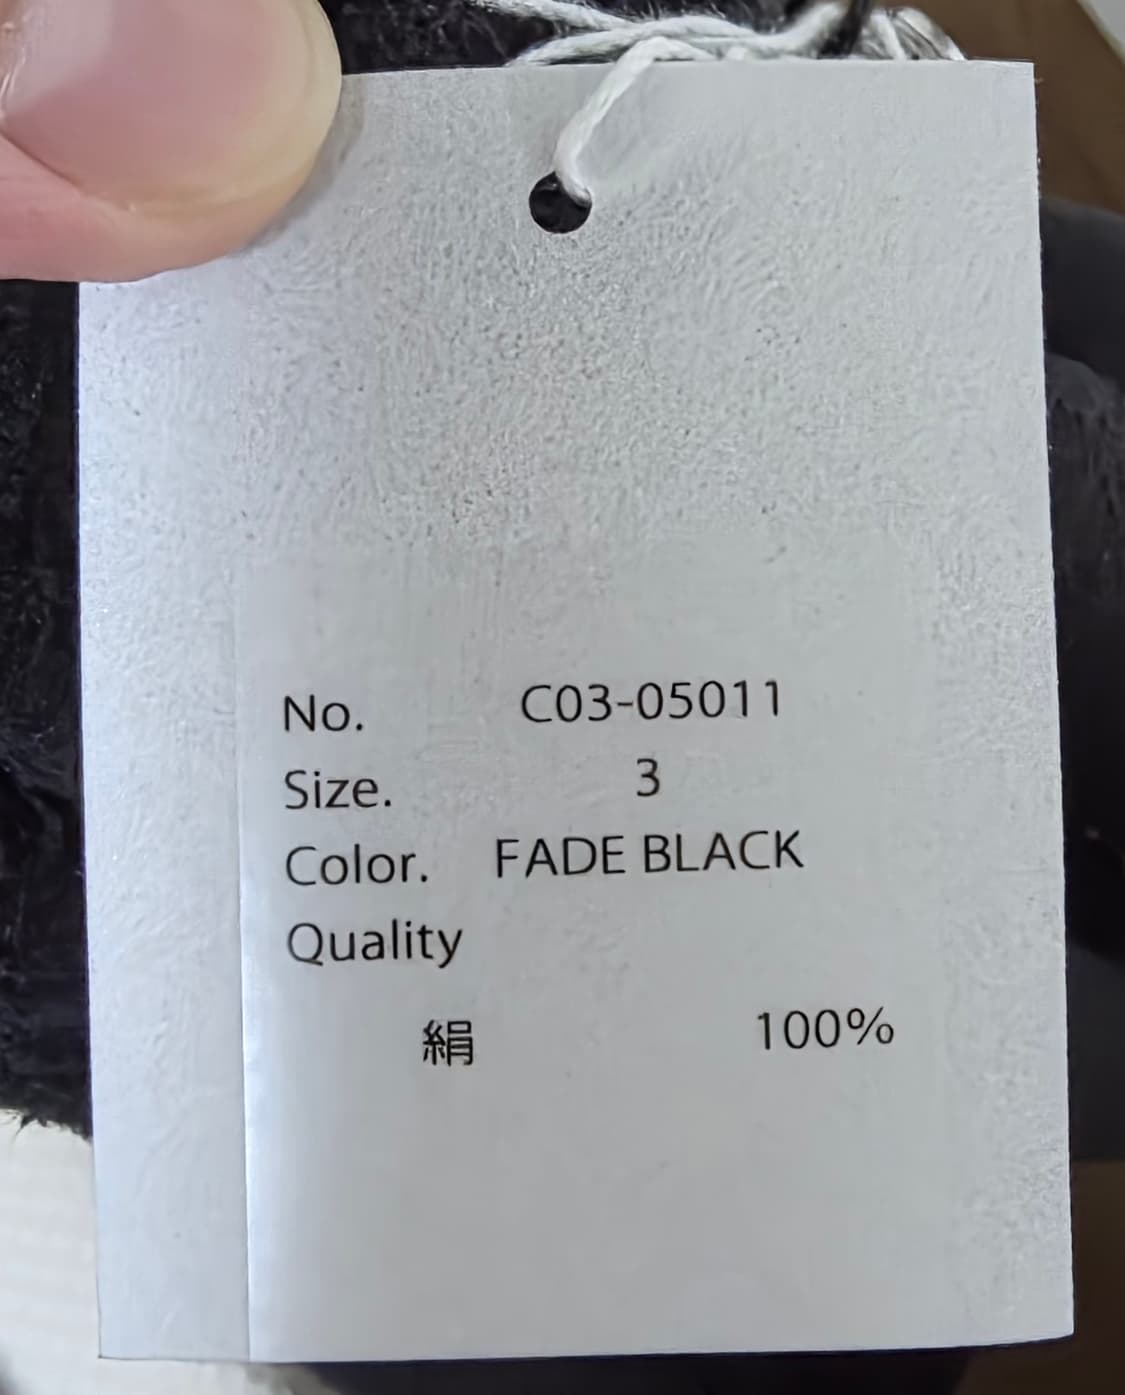 No. C03-05011
Size. 3
Color. FADE BLACK
Quality
絹 100%